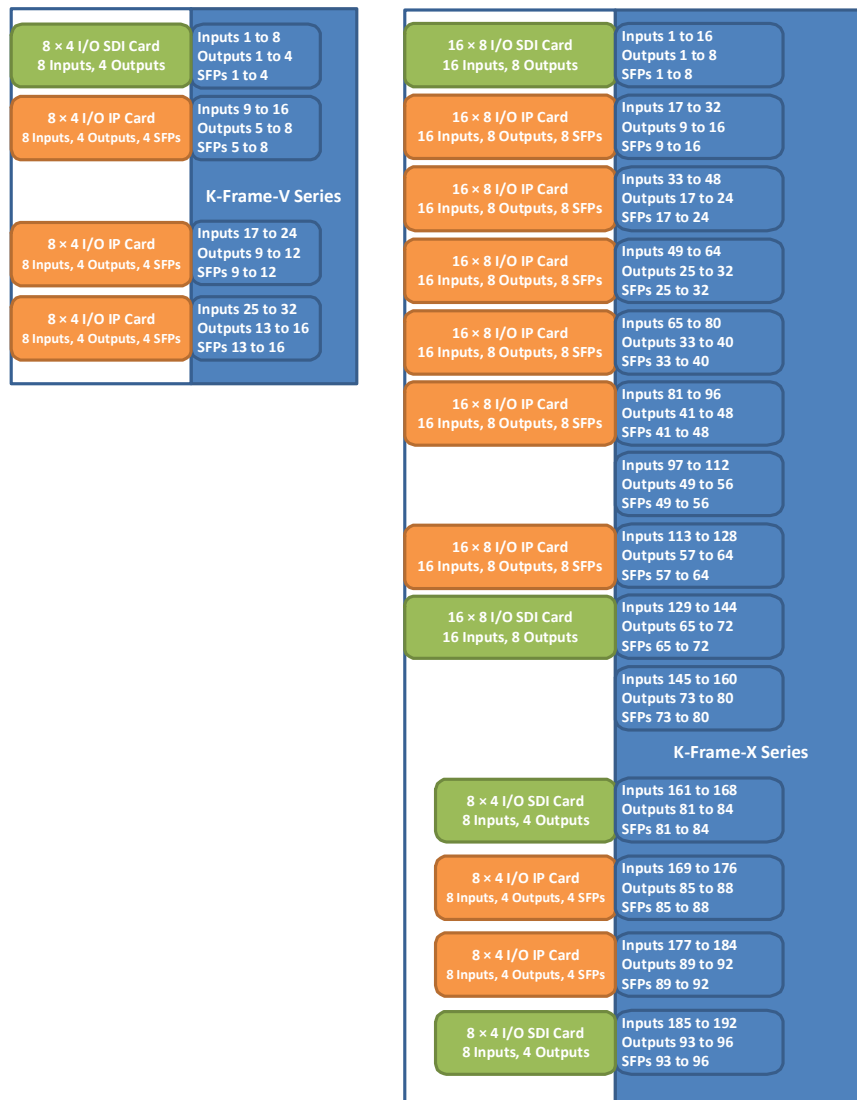 8 × 4 I/O SDI Card
8 Inputs, 4 Outputs
Inputs 1 to 8
Outputs 1 to 4
SFPs 1 to 4
8 × 4 I/O IP Card
8 Inputs, 4 Outputs, 4 SFPs
Inputs 9 to 16
Outputs 5 to 8
SFPs 5 to 8
K-Frame-V Series
8 × 4 I/O IP Card
8 Inputs, 4 Outputs, 4 SFPs
Inputs 17 to 24
Outputs 9 to 12
SFPs 9 to 12
8 × 4 I/O IP Card
8 Inputs, 4 Outputs, 4 SFPs
Inputs 25 to 32
Outputs 13 to 16
SFPs 13 to 16
16 × 8 I/O SDI Card
16 Inputs, 8 Outputs
Inputs 1 to 16
Outputs 1 to 8
SFPs 1 to 8
16 × 8 I/O IP Card
16 Inputs, 8 Outputs, 8 SFPs
Inputs 17 to 32
Outputs 9 to 16
SFPs 9 to 16
16 × 8 I/O IP Card
16 Inputs, 8 Outputs, 8 SFPs
Inputs 33 to 48
Outputs 17 to 24
SFPs 17 to 24
16 × 8 I/O IP Card
16 Inputs, 8 Outputs, 8 SFPs
Inputs 49 to 64
Outputs 25 to 32
SFPs 25 to 32
16 × 8 I/O IP Card
16 Inputs, 8 Outputs, 8 SFPs
Inputs 65 to 80
Outputs 33 to 40
SFPs 33 to 40
16 × 8 I/O IP Card
16 Inputs, 8 Outputs, 8 SFPs
Inputs 81 to 96
Outputs 41 to 48
SFPs 41 to 48
Inputs 97 to 112
Outputs 49 to 56
SFPs 49 to 56
16 × 8 I/O IP Card
16 Inputs, 8 Outputs, 8 SFPs
Inputs 113 to 128
Outputs 57 to 64
SFPs 57 to 64
16 × 8 I/O SDI Card
16 Inputs, 8 Outputs
Inputs 129 to 144
Outputs 65 to 72
SFPs 65 to 72
Inputs 145 to 160
Outputs 73 to 80
SFPs 73 to 80
K-Frame-X Series
8 × 4 I/O SDI Card
8 Inputs, 4 Outputs
Inputs 161 to 168
Outputs 81 to 84
SFPs 81 to 84
8 × 4 I/O IP Card
8 Inputs, 4 Outputs, 4 SFPs
Inputs 169 to 176
Outputs 85 to 88
SFPs 85 to 88
8 × 4 I/O IP Card
8 Inputs, 4 Outputs, 4 SFPs
Inputs 177 to 184
Outputs 89 to 92
SFPs 89 to 92
8 × 4 I/O SDI Card
8 Inputs, 4 Outputs
Inputs 185 to 192
Outputs 93 to 96
SFPs 93 to 96